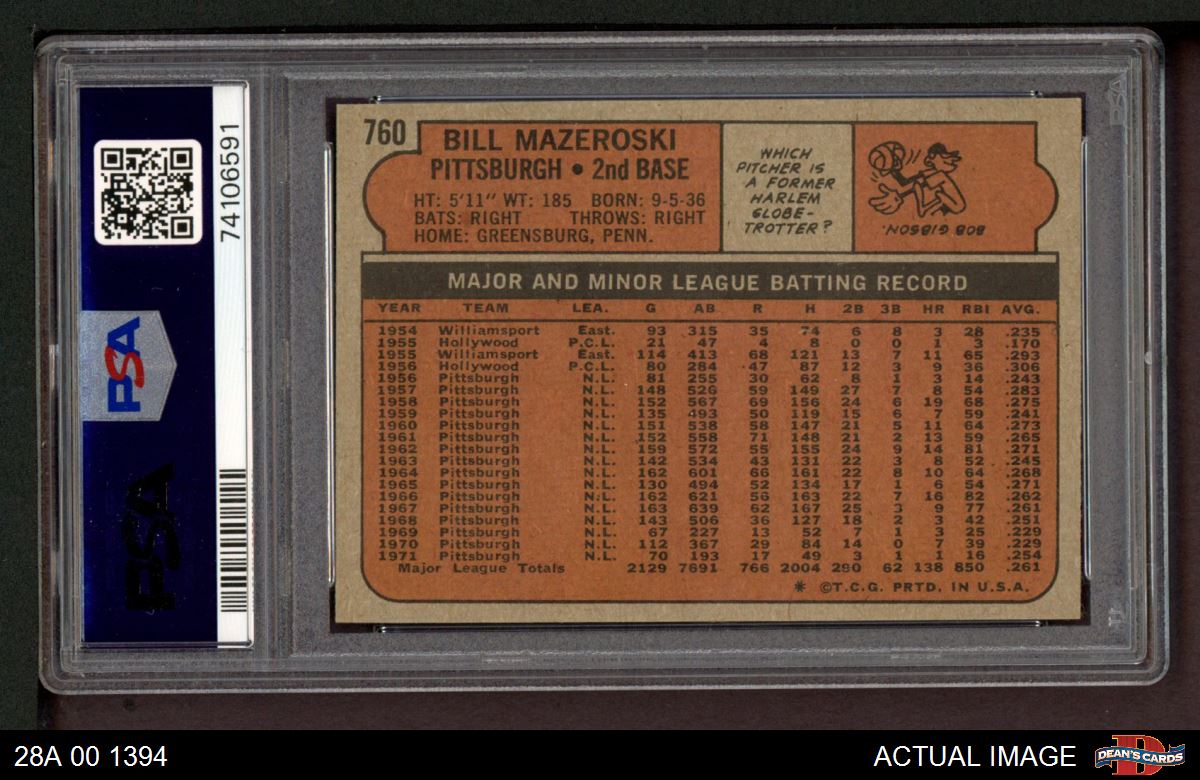 74106591
PSA
PSA
760
BILL MAZEROSKI
PITTSBURGH • 2nd BASE
HT: 5'11" WT: 185 BORN: 9-5-36
BATS: RIGHT THROWS: RIGHT
HOME: GREENSBURG, PENN.
WHICH
PITCHER IS
A FORMER
HARLEM
GLOBE-
TROTTER?
BOB GIBSON.
MAJOR AND MINOR LEAGUE BATTING RECORD
YEAR TEAM LEA. G AB R H 2B 3B HR RBI AVG.
1954 Williamsport East. 93 315 35 74 6 8 3 28 .235
1955 Hollywood P.C.L. 21 47 4 8 0 0 1 3 .170
1955 Williamsport East. 114 413 68 121 13 7 11 65 .293
1956 Hollywood P.C.L. 80 284 47 87 12 3 9 36 .306
1956 Pittsburgh N.L. 81 255 30 62 8 1 3 14 .243
1957 Pittsburgh N.L. 148 526 59 149 27 7 8 54 .283
1958 Pittsburgh N.L. 152 567 69 156 24 6 19 68 .275
1959 Pittsburgh N.L. 135 493 50 119 15 6 7 59 .241
1960 Pittsburgh N.L. 151 538 58 147 21 5 11 64 .273
1961 Pittsburgh N.L. 152 558 71 148 21 2 13 59 .265
1962 Pittsburgh N.L. 159 572 55 155 24 9 14 81 .271
1963 Pittsburgh N.L. 142 534 43 131 22 3 8 52 .245
1964 Pittsburgh N.L. 162 601 66 161 22 8 10 64 .268
1965 Pittsburgh N.L. 130 494 52 134 17 1 6 54 .271
1966 Pittsburgh N.L. 162 621 56 163 22 7 16 82 .262
1967 Pittsburgh N.L. 163 639 62 167 25 3 9 77 .261
1968 Pittsburgh N.L. 143 506 36 127 18 2 3 42 .251
1969 Pittsburgh N.L. 67 227 13 52 7 1 3 25 .229
1970 Pittsburgh N.L. 112 367 29 84 14 0 7 39 .229
1971 Pittsburgh N.L. 70 193 17 49 3 1 1 16 .254
Major League Totals 2129 7691 766 2004 290 62 138 850 .261
* ©T.C.G. PRTD. IN U.S.A.
28A 00 1394
ACTUAL IMAGE
D
DEAN'S CARDS